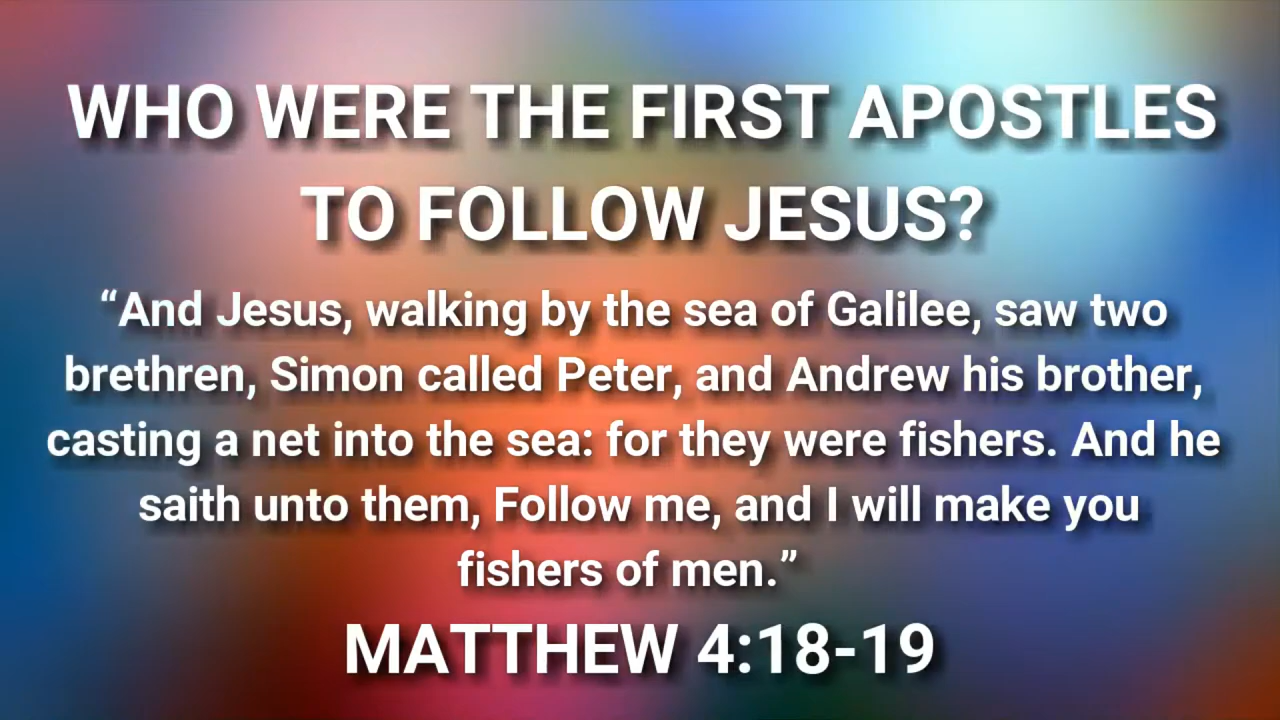 WHO WERE THE FIRST APOSTLES
TO FOLLOW JESUS?
“And Jesus, walking by the sea of Galilee, saw two
brethren, Simon called Peter, and Andrew his brother,
casting a net into the sea: for they were fishers. And he
saith unto them, Follow me, and I will make you
fishers of men.”
MATTHEW 4:18-19